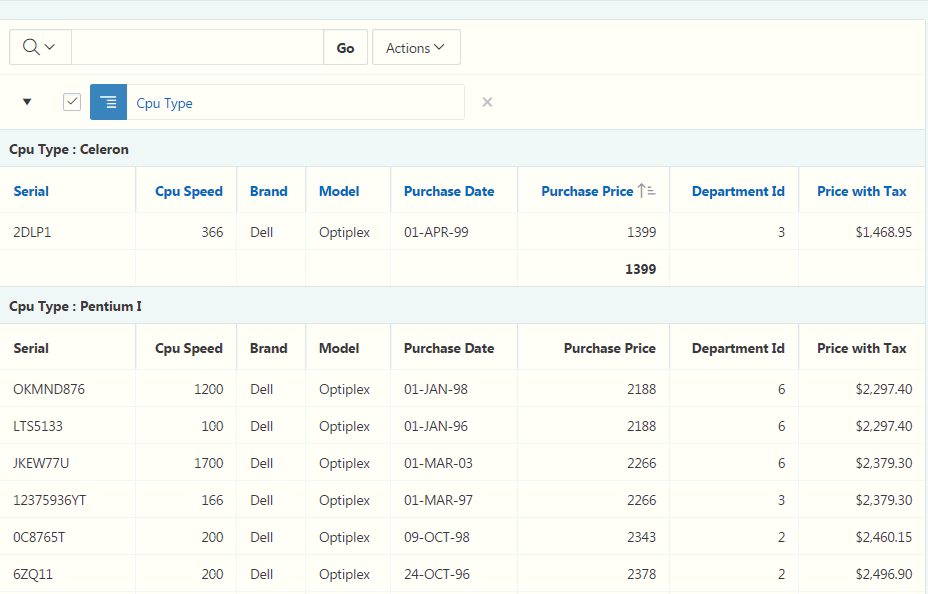 Go Actions
Cpu Type
Cpu Type : Celeron
Serial Cpu Speed Brand Model Purchase Date Purchase Price Department Id Price with Tax
2DLP1 366 Dell Optiplex 01-APR-99 1399 3 $1,468.95
1399
Cpu Type : Pentium I
Serial Cpu Speed Brand Model Purchase Date Purchase Price Department Id Price with Tax
OKMND876 1200 Dell Optiplex 01-JAN-98 2188 6 $2,297.40
LTS5133 100 Dell Optiplex 01-JAN-96 2188 6 $2,297.40
JKEW77U 1700 Dell Optiplex 01-MAR-03 2266 6 $2,379.30
12375936YT 166 Dell Optiplex 01-MAR-97 2266 3 $2,379.30
0C8765T 200 Dell Optiplex 09-OCT-98 2343 2 $2,460.15
6ZQ11 200 Dell Optiplex 24-OCT-96 2378 2 $2,496.90